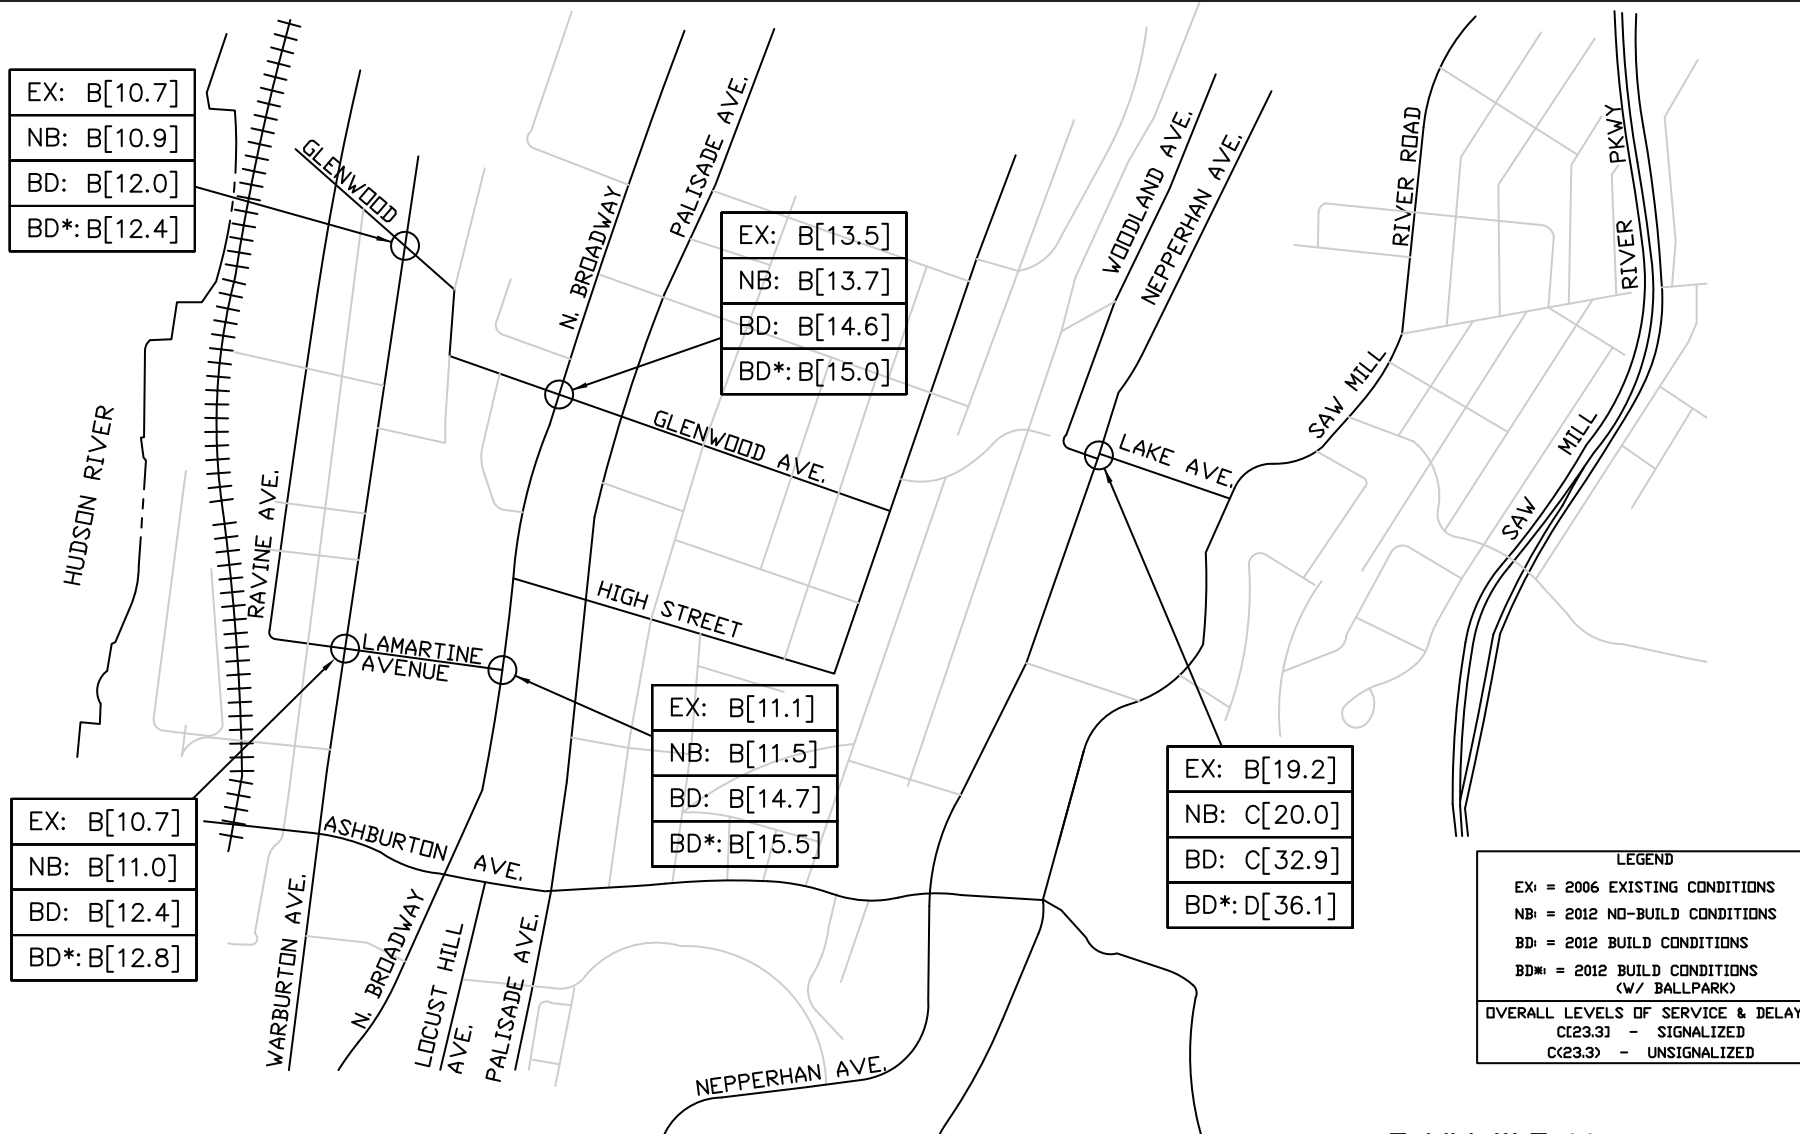 EX: B[10.7]
NB: B[10.9]
BD: B[12.0]
BD*: B[12.4]
GLENWOOD
N. BROADWAY
PALISADE AVE.
EX: B[13.5]
NB: B[13.7]
BD: B[14.6]
BD*: B[15.0]
WOODLAND AVE.
NEPPERHAN AVE.
RIVER ROAD
SAW MILL
PKWY
RIVER
MILL
SAW
HUDSON RIVER
RAVINE AVE.
GLENWOOD AVE.
LAKE AVE.
HIGH STREET
LAMARTINE
AVENUE
EX: B[11.1]
NB: B[11.5]
BD: B[14.7]
BD*: B[15.5]
EX: B[19.2]
NB: C[20.0]
BD: C[32.9]
BD*: D[36.1]
EX: B[10.7]
NB: B[11.0]
BD: B[12.4]
BD*: B[12.8]
ASHBURTON AVE.
WARBURTON AVE.
N. BROADWAY
LOCUST HILL
AVE.
PALISADE AVE.
NEPPERHAN AVE.
LEGEND
EX: = 2006 EXISTING CONDITIONS
NB: = 2012 NO-BUILD CONDITIONS
BD: = 2012 BUILD CONDITIONS
BD*: = 2012 BUILD CONDITIONS
(W/ BALLPARK)
OVERALL LEVELS OF SERVICE & DELAY
C[23.3] - SIGNALIZED
C(23.3) - UNSIGNALIZED